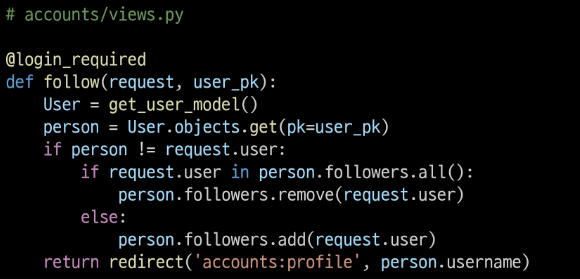 # accounts/views.py

@login_required
def follow(request, user_pk):
    User = get_user_model()
    person = User.objects.get(pk=user_pk)
    if person != request.user:
        if request.user in person.followers.all():
            person.followers.remove(request.user)
        else:
            person.followers.add(request.user)
    return redirect('accounts:profile', person.username)